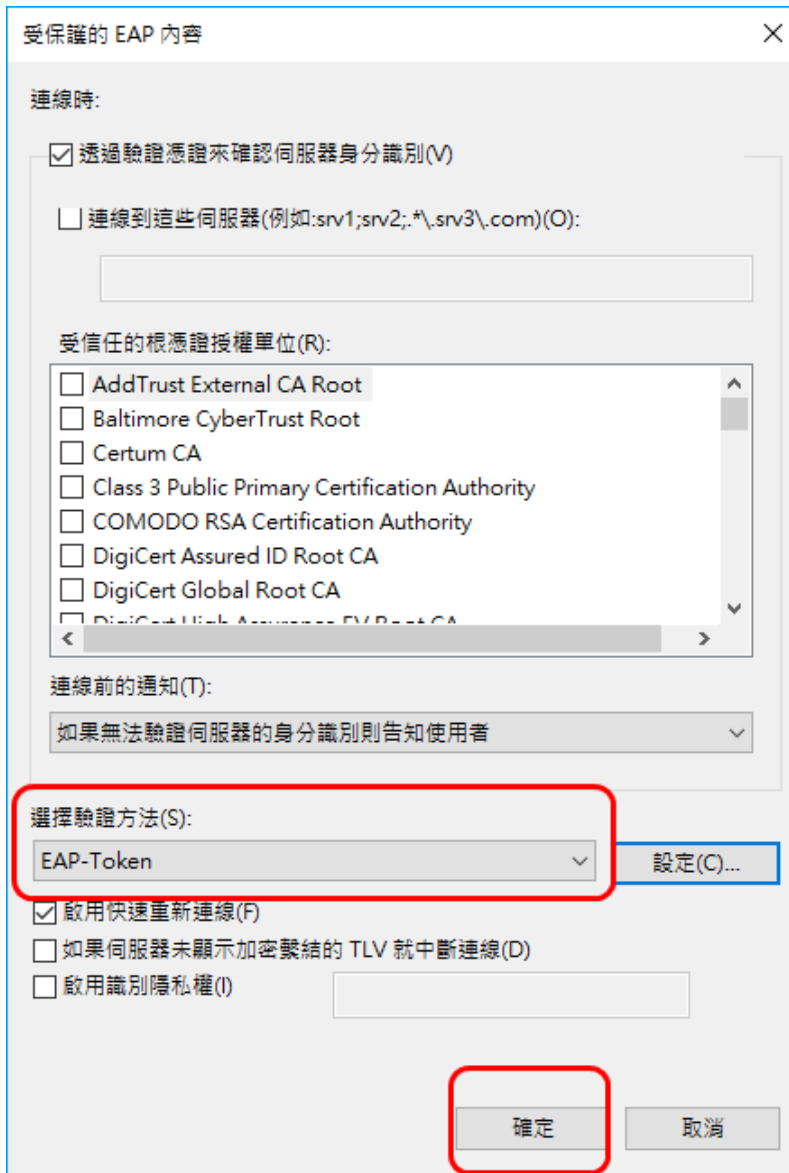 受保護的 EAP 內容
連線時:
透過驗證憑證來確認伺服器身分識別(V)
連線到這些伺服器(例如:srv1;srv2;.*\.srv3\.com)(O):
受信任的根憑證授權單位(R):
AddTrust External CA Root
Baltimore CyberTrust Root
Certum CA
Class 3 Public Primary Certification Authority
COMODO RSA Certification Authority
DigiCert Assured ID Root CA
DigiCert Global Root CA
DigiCert High Assurance EV Root CA
連線前的通知(T):
如果無法驗證伺服器的身分識別則告知使用者
選擇驗證方法(S):
EAP-Token
設定(C)...
啟用快速重新連線(F)
如果伺服器未顯示加密繫結的 TLV 就中斷連線(D)
啟用識別隱私權(I)
確定
取消